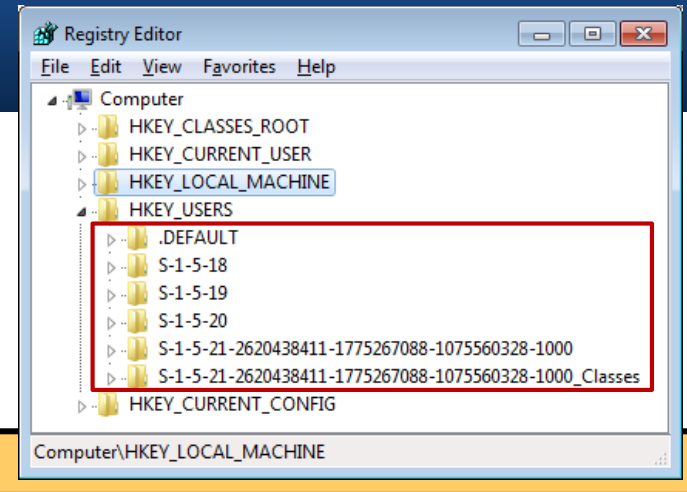 Registry Editor
File Edit View Favorites Help
Computer
HKEY_CLASSES_ROOT
HKEY_CURRENT_USER
HKEY_LOCAL_MACHINE
HKEY_USERS
.DEFAULT
S-1-5-18
S-1-5-19
S-1-5-20
S-1-5-21-2620438411-1775267088-1075560328-1000
S-1-5-21-2620438411-1775267088-1075560328-1000_Classes
HKEY_CURRENT_CONFIG
Computer\HKEY_LOCAL_MACHINE